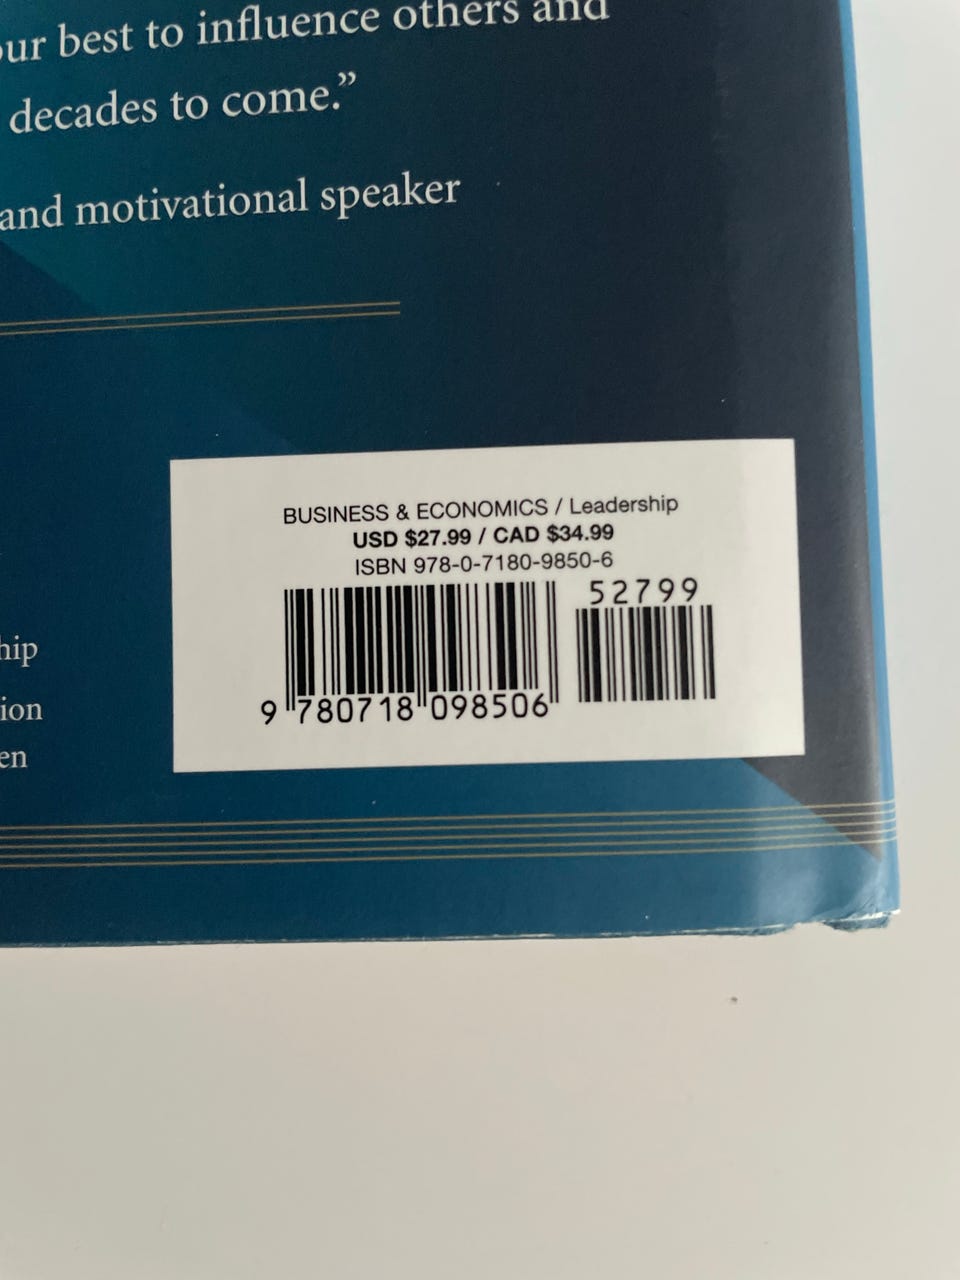 our best to influence others and
decades to come.”
and motivational speaker
BUSINESS & ECONOMICS / Leadership
USD $27.99 / CAD $34.99
ISBN 978-0-7180-9850-6
52799
9 780718 098506
hip
ion
en